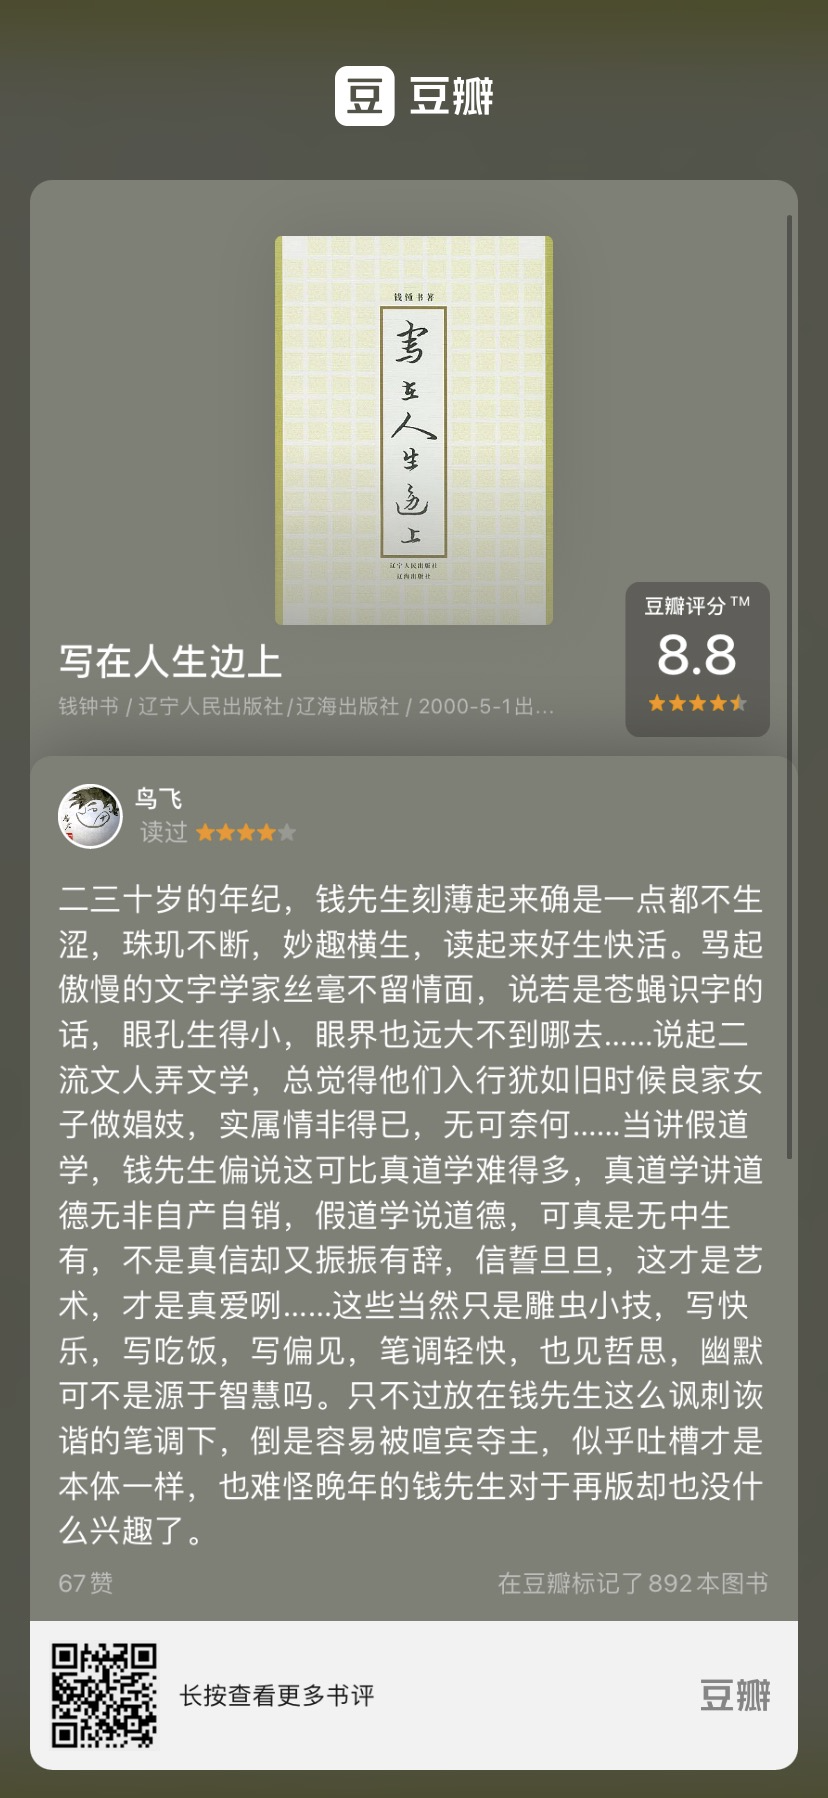 豆 豆瓣
钱锺书著
写在人生边上
辽宁人民出版社
辽海出版社
豆瓣评分™
8.8
写在人生边上
钱钟书 / 辽宁人民出版社/辽海出版社 / 2000-5-1出...
鸟飞
读过
二三十岁的年纪，钱先生刻薄起来确是一点都不生
涩，珠玑不断，妙趣横生，读起来好生快活。骂起
傲慢的文字学家丝毫不留情面，说若是苍蝇识字的
话，眼孔生得小，眼界也远大不到哪去......说起二
流文人弄文学，总觉得他们入行犹如旧时候良家女
子做娼妓，实属情非得已，无可奈何......当讲假道
学，钱先生偏说这可比真道学难得多，真道学讲道
德无非自产自销，假道学说道德，可真是无中生
有，不是真信却又振振有辞，信誓旦旦，这才是艺
术，才是真爱咧......这些当然只是雕虫小技，写快
乐，写吃饭，写偏见，笔调轻快，也见哲思，幽默
可不是源于智慧吗。只不过放在钱先生这么讽刺诙
谐的笔调下，倒是容易被喧宾夺主，似乎吐槽才是
本体一样，也难怪晚年的钱先生对于再版却也没什
么兴趣了。
67赞
在豆瓣标记了892本图书
长按查看更多书评
豆瓣